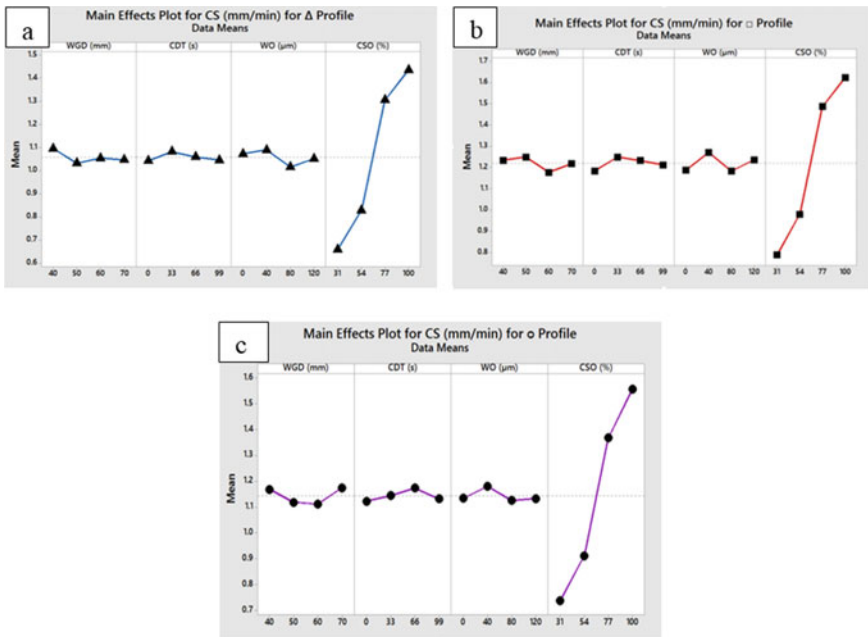 a
Main Effects Plot for CS (mm/min) for Δ Profile
Data Means
WGD (mm) CDT (s) WO (μm) CSO (%)
1.5
1.4
1.3
1.2
1.1
1.0
0.9
0.8
0.7
0.6
Mean
40 50 60 70 0 33 66 99 0 40 80 120 31 54 77 100
b
Main Effects Plot for CS (mm/min) for □ Profile
Data Means
WGD (mm) CDT (s) WO (μm) CSO (%)
1.7
1.6
1.5
1.4
1.3
1.2
1.1
1.0
0.9
0.8
Mean
40 50 60 70 0 33 66 99 0 40 80 120 31 54 77 100
c
Main Effects Plot for CS (mm/min) for o Profile
Data Means
WGD (mm) CDT (s) WO (μm) CSO (%)
1.6
1.5
1.4
1.3
1.2
1.1
1.0
0.9
0.8
0.7
Mean
40 50 60 70 0 33 66 99 0 40 80 120 31 54 77 100